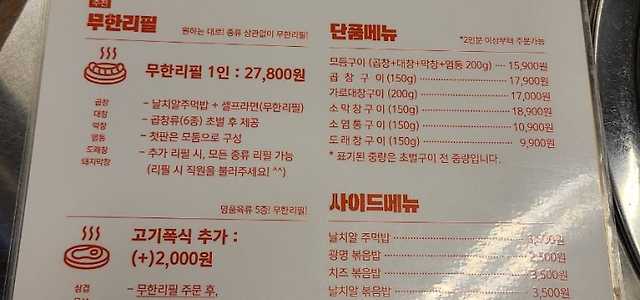 추천
무한리필
원하는 대로! 종류 상관없이 무한리필!
무한리필 1인 : 27,800원
곱창
대창
막창
염통
도래창
돼지막창
– 날치알주먹밥 + 셀프라면(무한리필)
– 곱창류(6종) 초벌 후 제공
– 첫판은 모듬으로 구성
– 추가 리필 시, 모든 종류 리필 가능
(리필 시 직원을 불러주세요! ^^)
명품육류 5종! 무한리필!
고기폭식 추가 :
(+)2,000원
삼겹
– 무한리필 주문 후,
단품메뉴
*2인분 이상부터 주문가능
모듬구이 (곱창+대창+막창+염통 200g) 15,900원
곱 창 구 이 (150g) 17,900원
가로대창구이 (200g) 17,000원
소 막 창 구 이 (150g) 18,900원
소 염 통 구 이 (150g) 10,900원
도 래 창 구 이 (150g) 9,900원
* 표기된 중량은 초벌구이 전 중량입니다.
사이드메뉴
날치알 주먹밥 3,500원
광명 볶음밥 2,500원
치즈 볶음밥 3,500원
날치알 볶음밥 3,500원